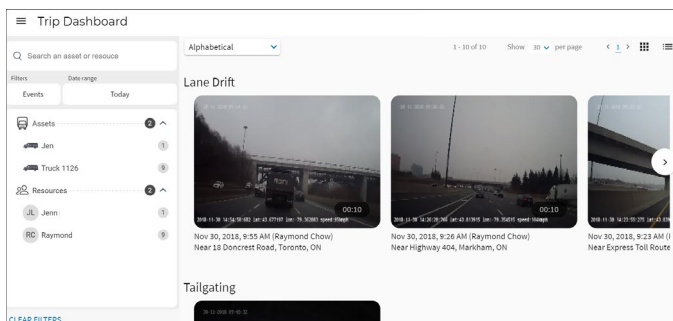 Trip Dashboard
Search an asset or resouce
Filters
Date range
Events
Today
Assets
2
Jen
1
Truck 1126
9
Resources
2
JL Jenn
1
RC Raymond
9
CLEAR FILTERS
Alphabetical
1 - 10 of 10
Show 30 per page
1
Lane Drift
00:10
00:10
Nov 30, 2018, 9:55 AM (Raymond Chow)
Near 18 Doncrest Road, Toronto, ON
Nov 30, 2018, 9:26 AM (Raymond Chow)
Near Highway 404, Markham, ON
Nov 30, 2018, 9:23 AM (
Near Express Toll Route
Tailgating